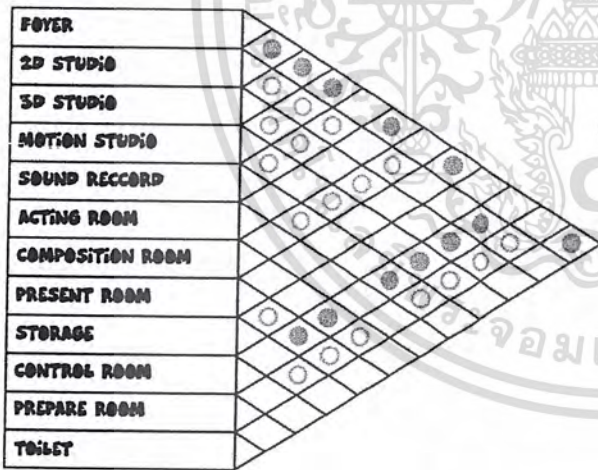 FOYER
2D STUDIO
3D STUDIO
MOTION STUDIO
SOUND RECCORD
ACTING ROOM
COMPOSITION ROOM
PRESENT ROOM
STORAGE
CONTROL ROOM
PREPARE ROOM
TOILET